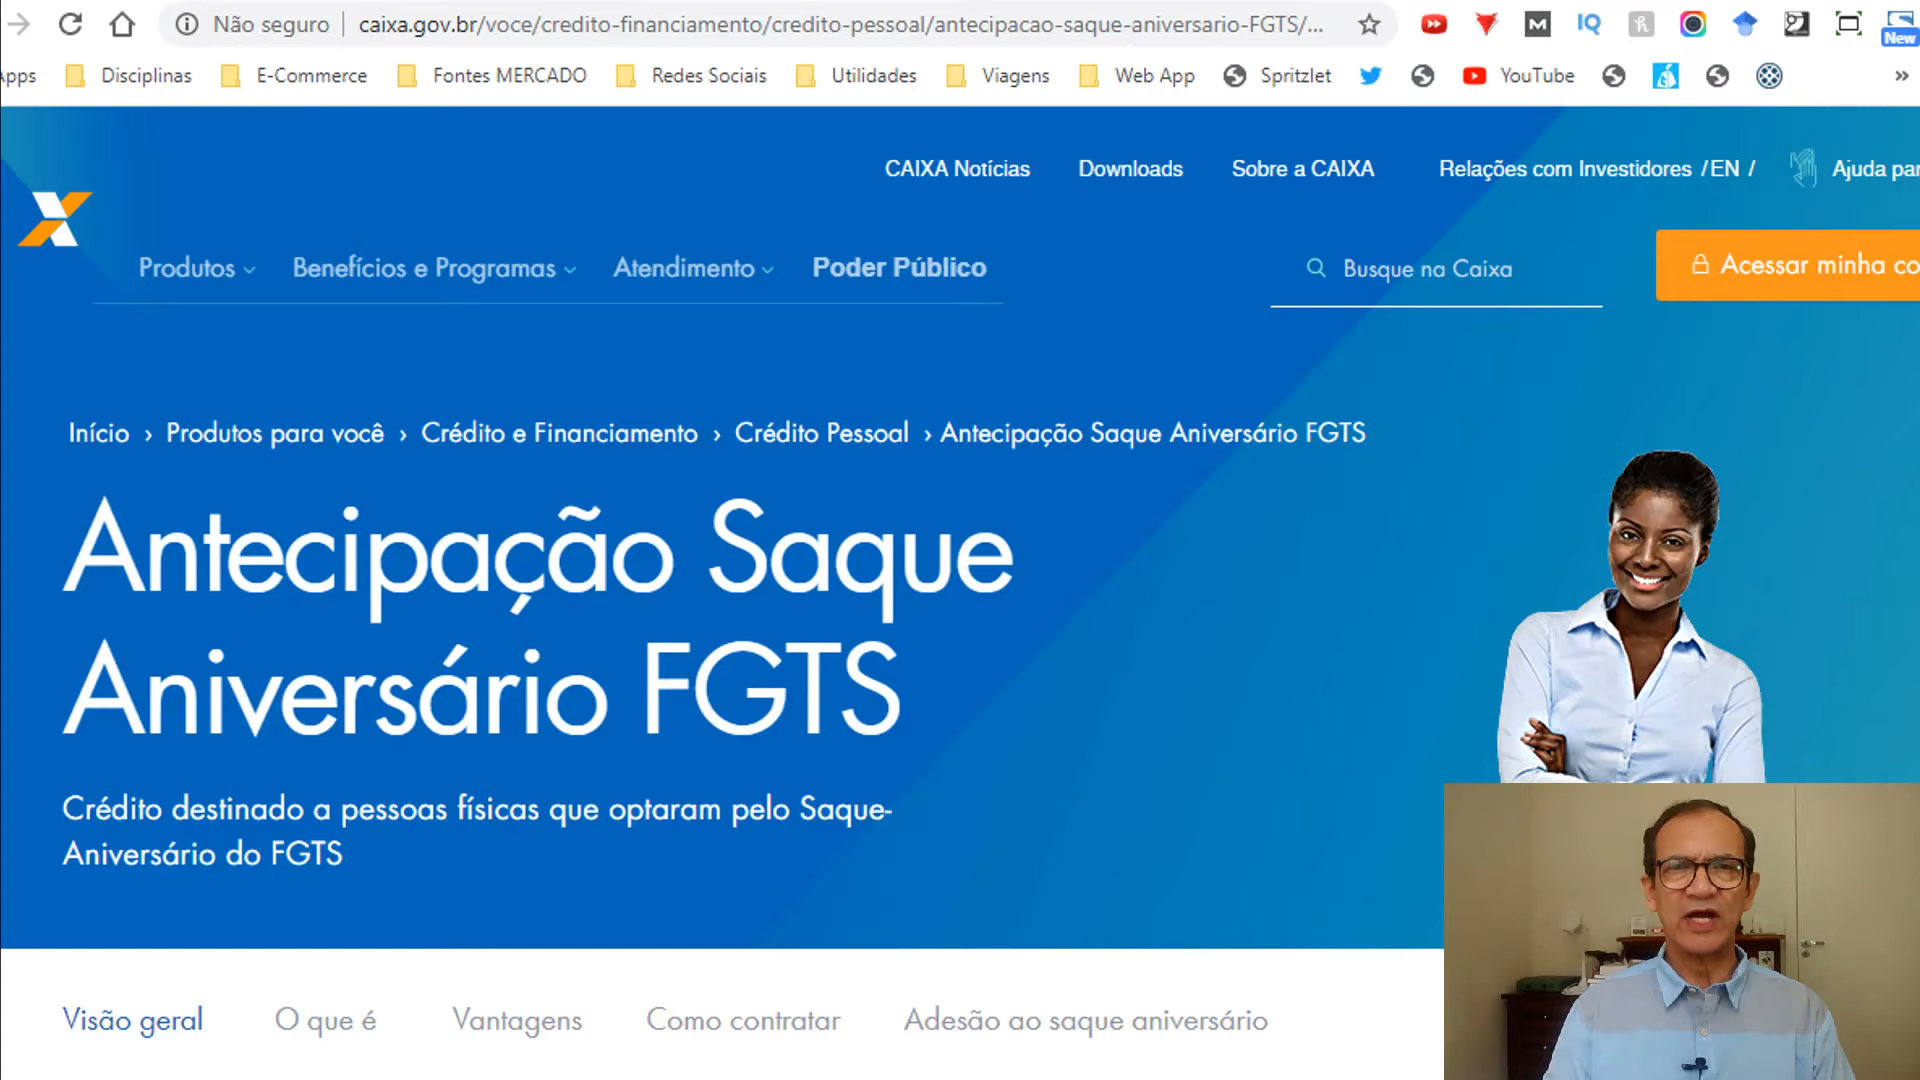 Não seguro | caixa.gov.br/voce/credito-financiamento/credito-pessoal/antecipacao-saque-aniversario-FGTS/...
M IQ h New
Apps Disciplinas E-Commerce Fontes MERCADO Redes Sociais Utilidades Viagens Web App Spritzlet YouTube »
CAIXA Notícias Downloads Sobre a CAIXA Relações com Investidores /EN / Ajuda par
Produtos Benefícios e Programas Atendimento Poder Público Busque na Caixa Acessar minha co
Início › Produtos para você › Crédito e Financiamento › Crédito Pessoal › Antecipação Saque Aniversário FGTS
Antecipação Saque
Aniversário FGTS
Crédito destinado a pessoas físicas que optaram pelo Saque-
Aniversário do FGTS
Visão geral O que é Vantagens Como contratar Adesão ao saque aniversário